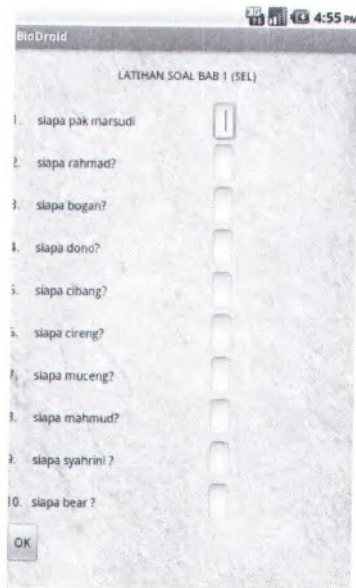 4:55 PM
BioDroid
LATIHAN SOAL BAB 1 (SEL)
1. siapa pak marsudi
2. siapa rahmad?
3. siapa bogan?
4. siapa dono?
5. siapa cibang?
6. siapa cireng?
7. siapa muceng?
8. siapa mahmud?
9. siapa syahrini ?
10. siapa bear ?
OK